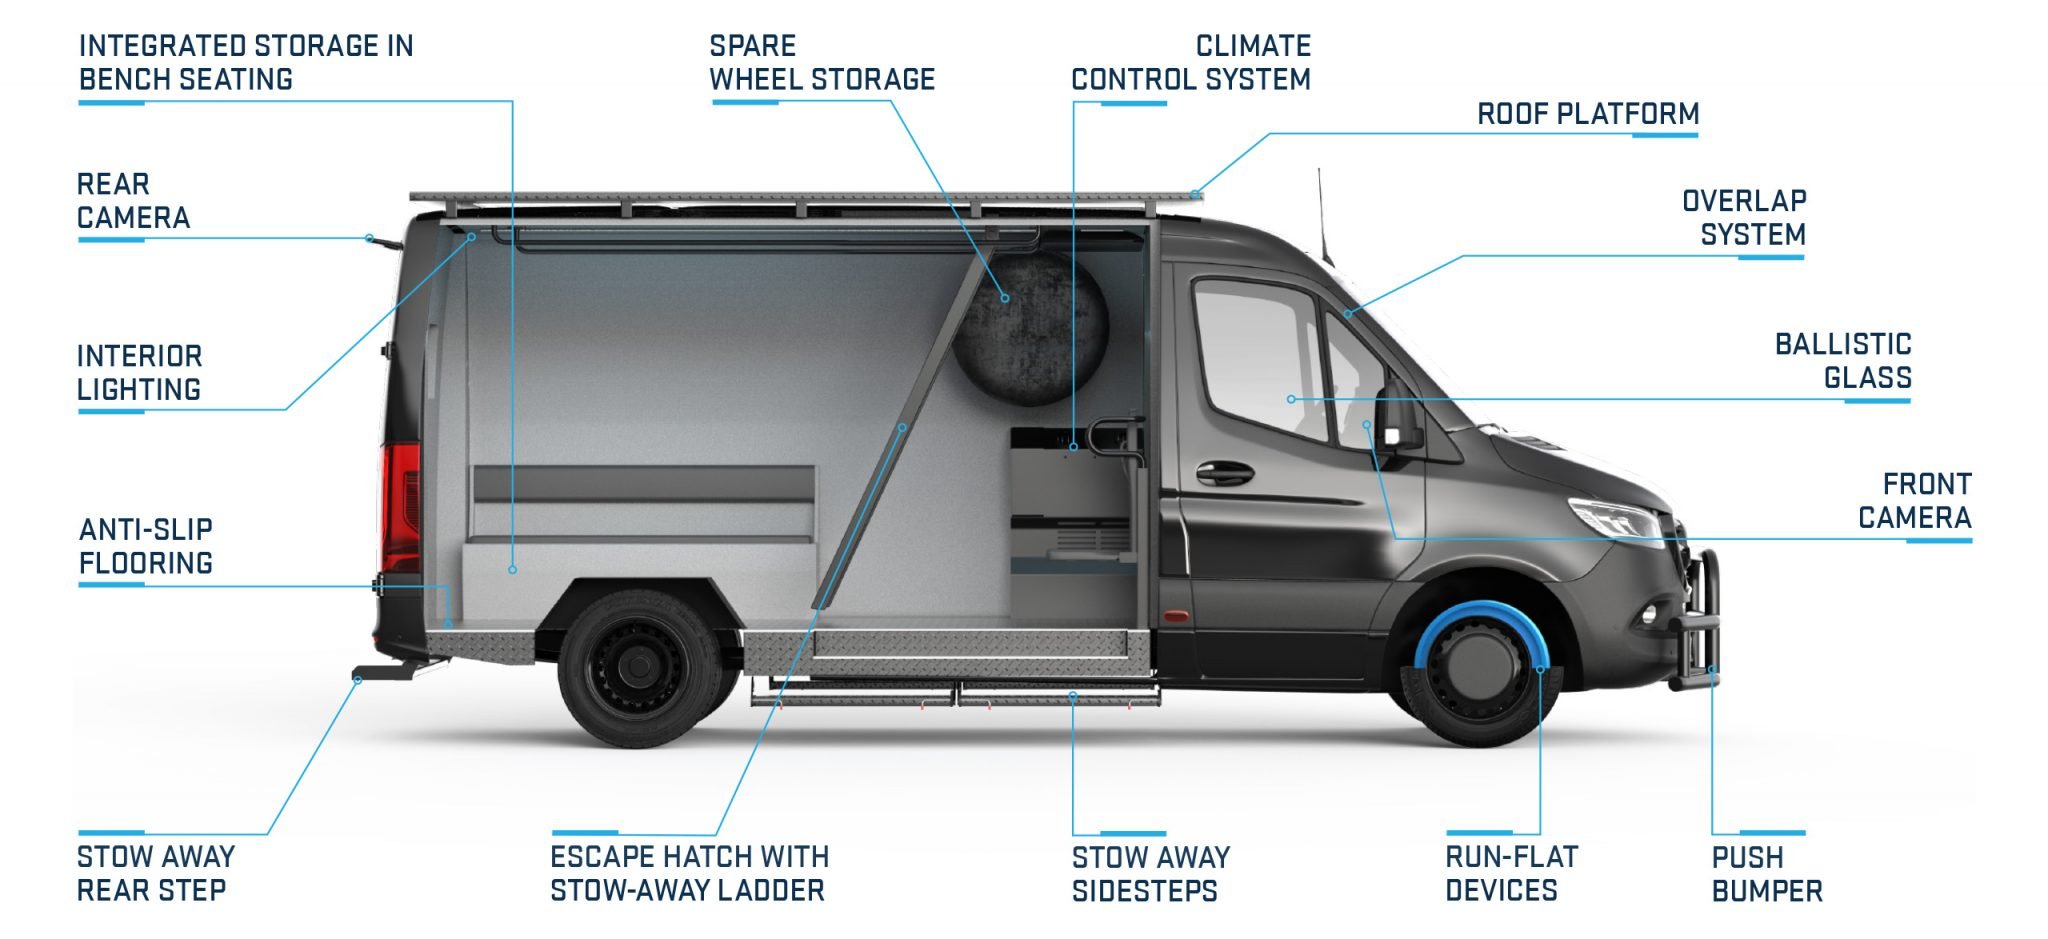 INTEGRATED STORAGE IN
BENCH SEATING
SPARE
WHEEL STORAGE
CLIMATE
CONTROL SYSTEM
ROOF PLATFORM
REAR
CAMERA
OVERLAP
SYSTEM
INTERIOR
LIGHTING
BALLISTIC
GLASS
FRONT
CAMERA
ANTI-SLIP
FLOORING
STOW AWAY
REAR STEP
ESCAPE HATCH WITH
STOW-AWAY LADDER
STOW AWAY
SIDESTEPS
RUN-FLAT
DEVICES
PUSH
BUMPER